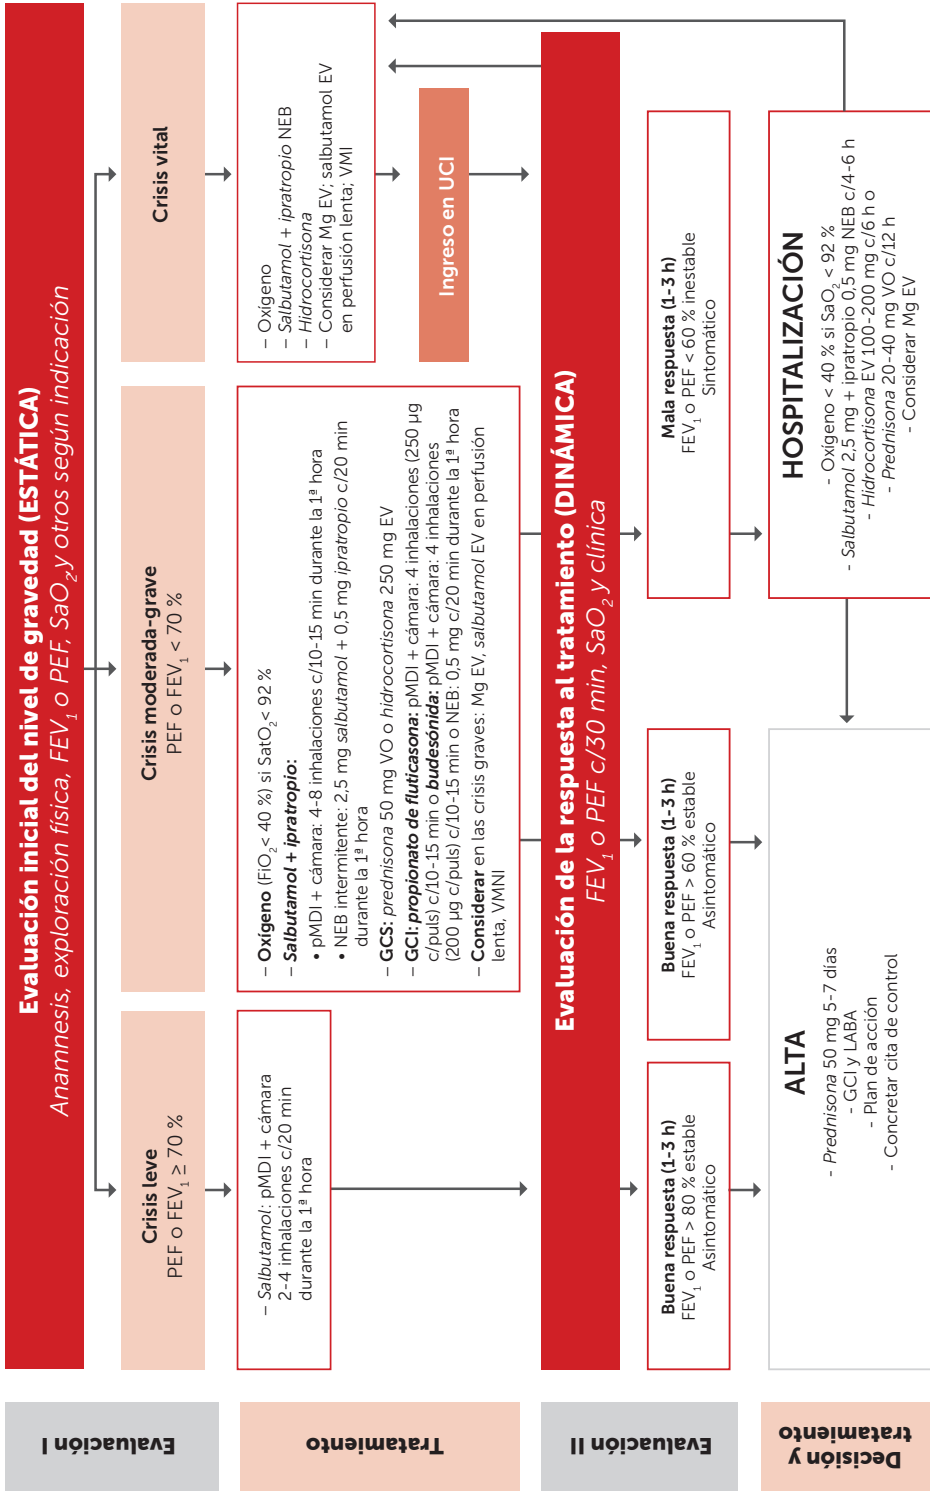 Evaluación I
Evaluación inicial del nivel de gravedad (ESTÁTICA)
Anamnesis, exploración física, FEV₁ o PEF, SaO₂ y otros según indicación
Crisis leve
PEF o FEV₁ ≥ 70 %
Crisis moderada-grave
PEF o FEV₁ < 70 %
Crisis vital
Tratamiento
– Salbutamol: pMDI + cámara
2-4 inhalaciones c/20 min
durante la 1ª hora
– Oxígeno (FiO₂ < 40 %) si SatO₂ < 92 %
– Salbutamol + ipratropio:
• pMDI + cámara: 4-8 inhalaciones c/10-15 min durante la 1ª hora
• NEB intermitente: 2,5 mg salbutamol + 0,5 mg ipratropio c/20 min
durante la 1ª hora
– GCS: prednisona 50 mg VO o hidrocortisona 250 mg EV
– GCI: propionato de fluticasona: pMDI + cámara: 4 inhalaciones (250 µg
c/puls) c/10-15 min o budesónida: pMDI + cámara: 4 inhalaciones
(200 µg c/puls) c/10-15 min o NEB: 0,5 mg c/20 min durante la 1ª hora
– Considerar en las crisis graves: Mg EV, salbutamol EV en perfusión
lenta, VMNI
– Oxígeno
– Salbutamol + ipratropio NEB
– Hidrocortisona
– Considerar Mg EV; salbutamol EV
en perfusión lenta; VMI
Ingreso en UCI
Evaluación II
Evaluación de la respuesta al tratamiento (DINÁMICA)
FEV₁ o PEF c/30 min, SaO₂ y clínica
Buena respuesta (1-3 h)
FEV₁ o PEF > 80 % estable
Asintomático
Buena respuesta (1-3 h)
FEV₁ o PEF > 60 % estable
Asintomático
Mala respuesta (1-3 h)
FEV₁ o PEF < 60 % inestable
Sintomático
Decisión y
tratamiento
ALTA
- Prednisona 50 mg 5-7 días
- GCI y LABA
- Plan de acción
- Concretar cita de control
HOSPITALIZACIÓN
- Oxígeno < 40 % si SaO₂ < 92 %
- Salbutamol 2,5 mg + ipratropio 0,5 mg NEB c/4-6 h
- Hidrocortisona EV 100-200 mg c/6 h o
- Prednisona 20-40 mg VO c/12 h
- Considerar Mg EV